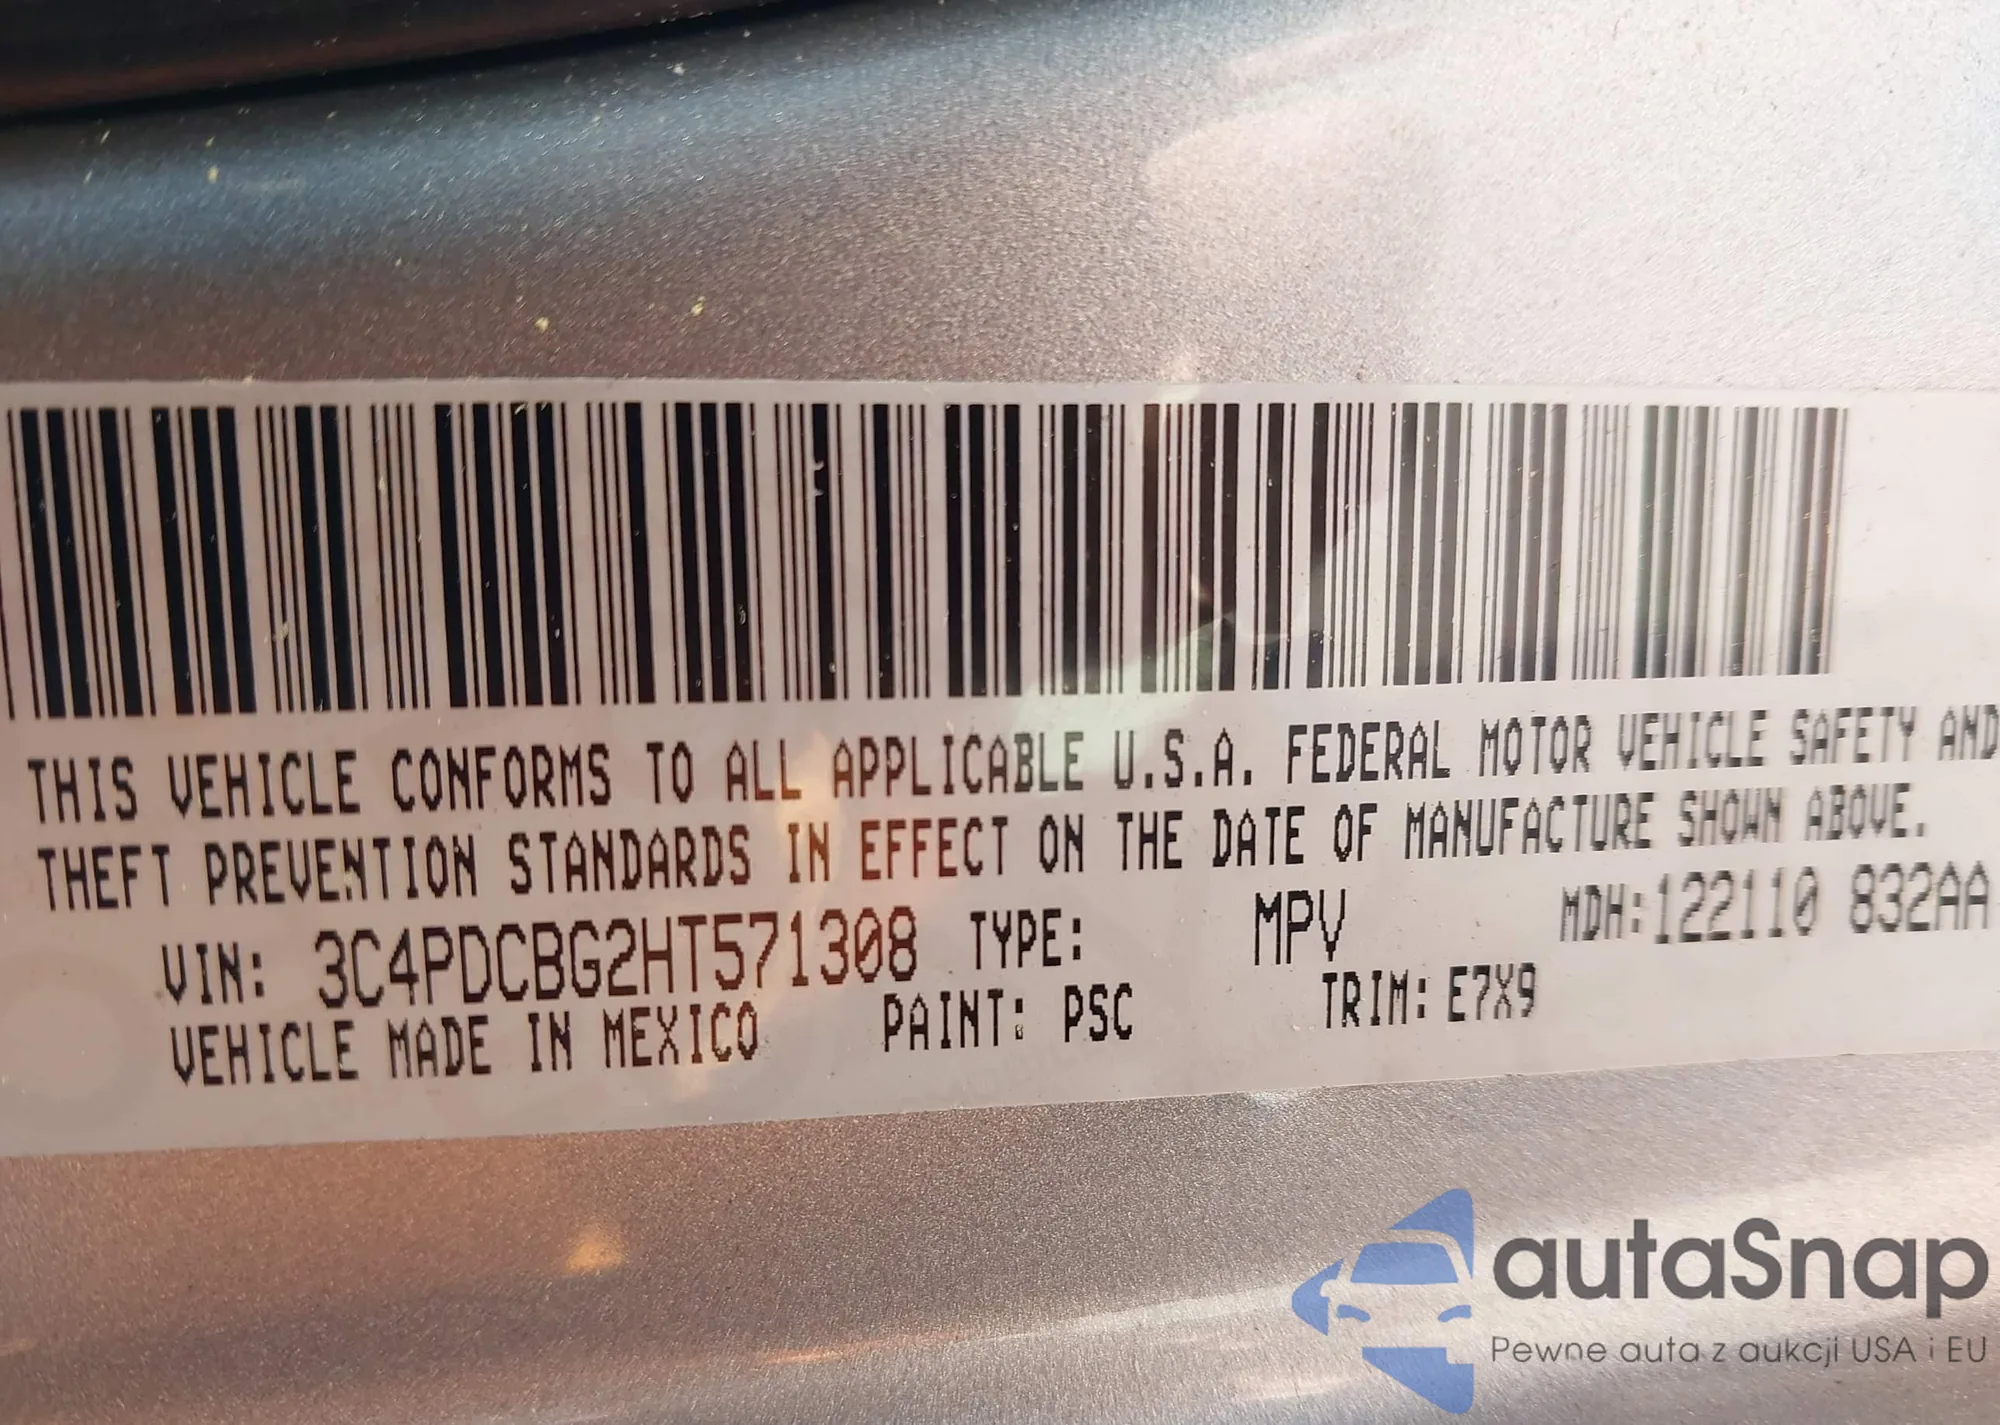 THIS VEHICLE CONFORMS TO ALL APPLICABLE U.S.A. FEDERAL MOTOR VEHICLE SAFETY AND
THEFT PREVENTION STANDARDS IN EFFECT ON THE DATE OF MANUFACTURE SHOWN ABOVE.
VIN: 3C4PDCBG2HT571308 TYPE: MPV MDH:122110 832AA
VEHICLE MADE IN MEXICO PAINT: PSC TRIM: E7X9
autaSnap
Pewne auta z aukcji USA i EU